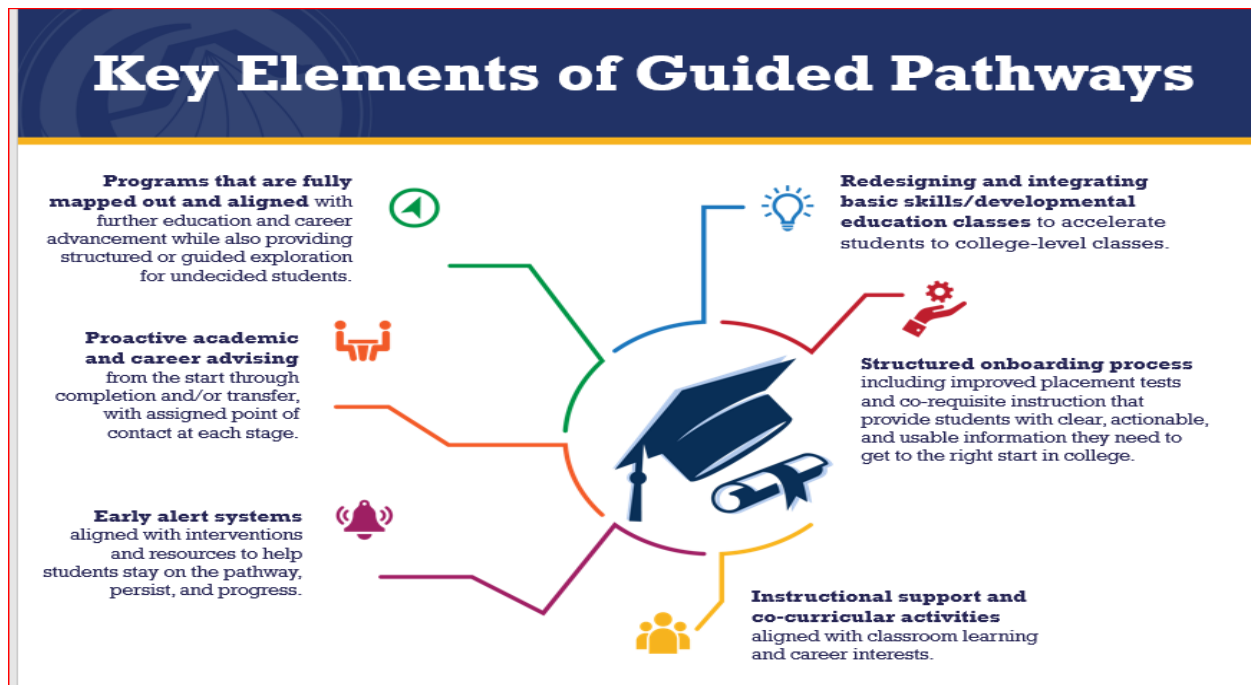 Key Elements of Guided Pathways
Programs that are fully
mapped out and aligned with
further education and career
advancement while also providing
structured or guided exploration
for undecided students.
Proactive academic
and career advising
from the start through
completion and/or transfer,
with assigned point of
contact at each stage.
Early alert systems
aligned with interventions
and resources to help
students stay on the pathway,
persist, and progress.
Redesigning and integrating
basic skills/developmental
education classes to accelerate
students to college-level classes.
Structured onboarding process
including improved placement tests
and co-requisite instruction that
provide students with clear, actionable,
and usable information they need to
get to the right start in college.
Instructional support and
co-curricular activities
aligned with classroom learning
and career interests.